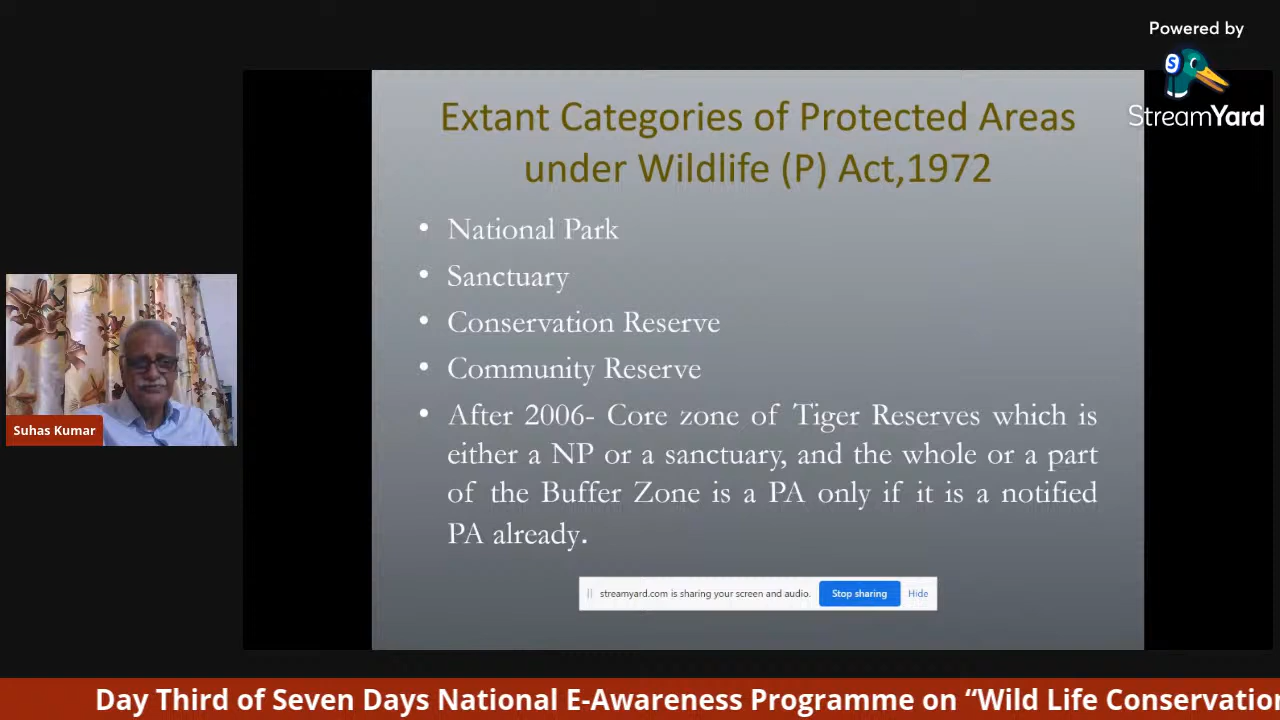 Powered by
StreamYard
Extant Categories of Protected Areas
under Wildlife (P) Act,1972
• National Park
• Sanctuary
• Conservation Reserve
• Community Reserve
• After 2006- Core zone of Tiger Reserves which is
either a NP or a sanctuary, and the whole or a part
of the Buffer Zone is a PA only if it is a notified
PA already.
Suhas Kumar
streamyard.com is sharing your screen and audio. Stop sharing Hide
Day Third of Seven Days National E-Awareness Programme on “Wild Life Conservation